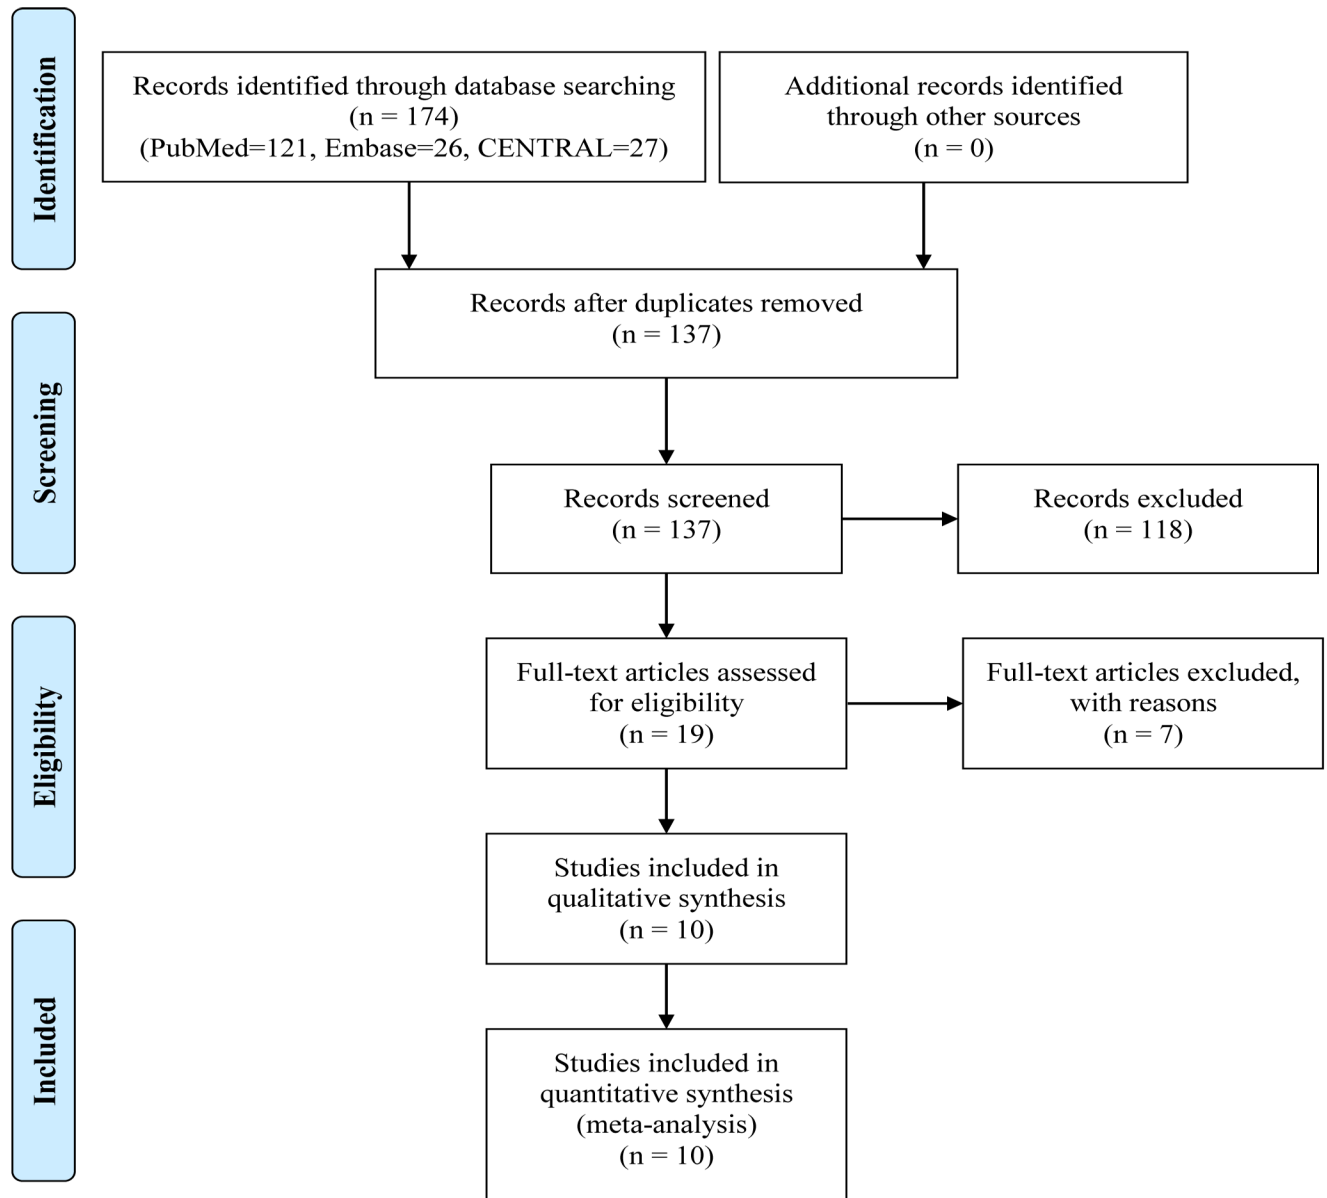 Identification
Records identified through database searching
(n = 174)
(PubMed=121, Embase=26, CENTRAL=27)
Additional records identified
through other sources
(n = 0)
Records after duplicates removed
(n = 137)
Screening
Records screened
(n = 137)
Records excluded
(n = 118)
Eligibility
Full-text articles assessed
for eligibility
(n = 19)
Full-text articles excluded,
with reasons
(n = 7)
Studies included in
qualitative synthesis
(n = 10)
Included
Studies included in
quantitative synthesis
(meta-analysis)
(n = 10)